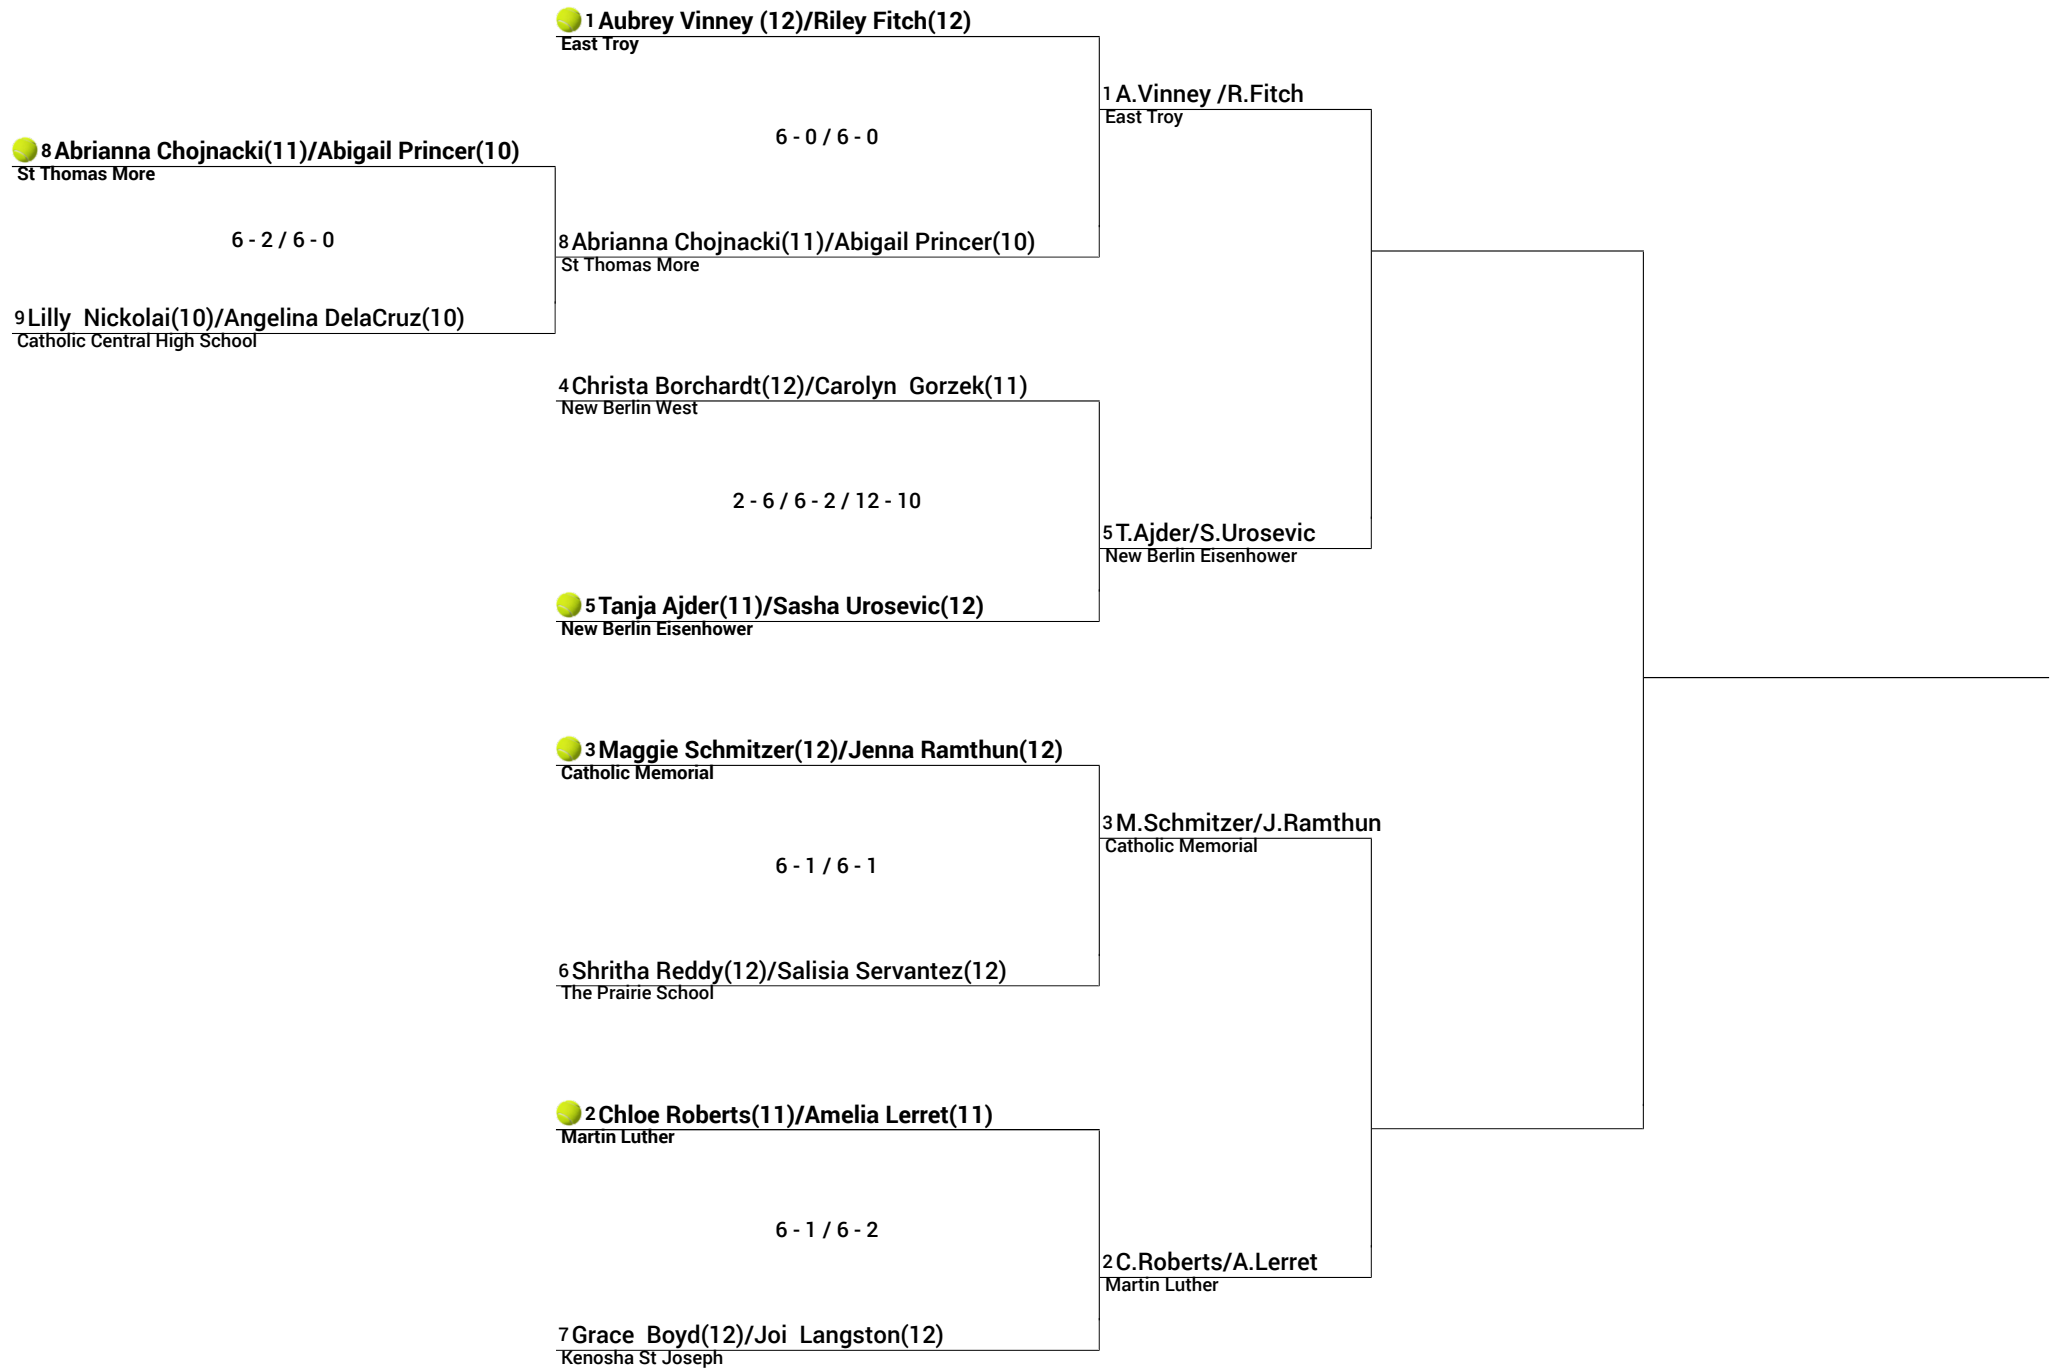 1 Aubrey Vinney (12)/Riley Fitch(12)
East Troy
6 - 0 / 6 - 0
1 A.Vinney /R.Fitch
East Troy
8 Abrianna Chojnacki(11)/Abigail Princer(10)
St Thomas More
6 - 2 / 6 - 0
8 Abrianna Chojnacki(11)/Abigail Princer(10)
St Thomas More
9 Lilly  Nickolai(10)/Angelina DelaCruz(10)
Catholic Central High School
4 Christa Borchardt(12)/Carolyn  Gorzek(11)
New Berlin West
2 - 6 / 6 - 2 / 12 - 10
5 T.Ajder/S.Urosevic
New Berlin Eisenhower
5 Tanja Ajder(11)/Sasha Urosevic(12)
New Berlin Eisenhower
3 Maggie Schmitzer(12)/Jenna Ramthun(12)
Catholic Memorial
3 M.Schmitzer/J.Ramthun
Catholic Memorial
6 - 1 / 6 - 1
6 Shritha Reddy(12)/Salisia Servantez(12)
The Prairie School
2 Chloe Roberts(11)/Amelia Lerret(11)
Martin Luther
6 - 1 / 6 - 2
2 C.Roberts/A.Lerret
Martin Luther
7 Grace  Boyd(12)/Joi  Langston(12)
Kenosha St Joseph